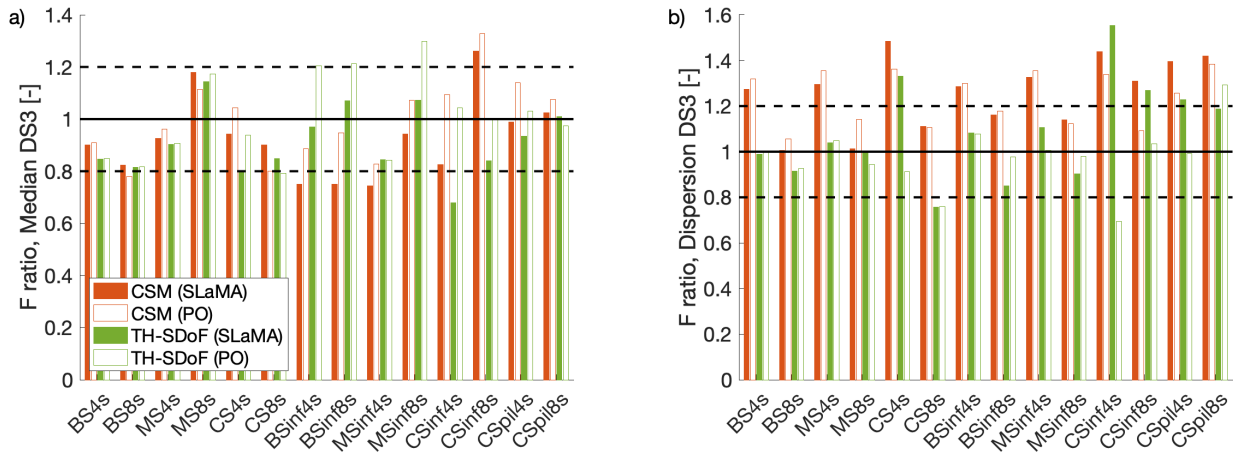 a)
F ratio, Median DS3 [-]
1.4
1.2
1
0.8
0.6
0.4
0.2
0
CSM (SLaMA)
CSM (PO)
TH-SDoF (SLaMA)
TH-SDoF (PO)
BS4s
BS8s
MS4s
MS8s
CS4s
CS8s
BSinf4s
BSinf8s
MSinf4s
MSinf8s
CSinf4s
CSinf8s
CSpil4s
CSpil8s
b)
F ratio, Dispersion DS3 [-]
1.6
1.4
1.2
1
0.8
0.6
0.4
0.2
0
BS4s
BS8s
MS4s
MS8s
CS4s
CS8s
BSinf4s
BSinf8s
MSinf4s
MSinf8s
CSinf4s
CSinf8s
CSpil4s
CSpil8s